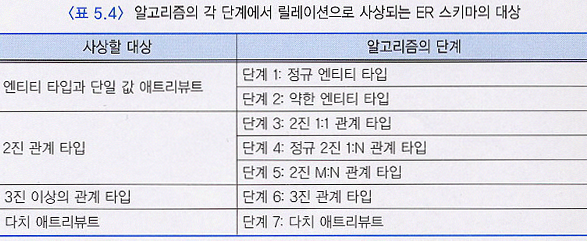 〈표 5.4〉 알고리즘의 각 단계에서 릴레이션으로 사상되는 ER 스키마의 대상
사상할 대상 알고리즘의 단계
엔티티 타입과 단일 값 애트리뷰트
단계 1: 정규 엔티티 타입
단계 2: 약한 엔티티 타입
2진 관계 타입
단계 3: 2진 1:1 관계 타입
단계 4: 정규 2진 1:N 관계 타입
단계 5: 2진 M:N 관계 타입
3진 이상의 관계 타입 단계 6: 3진 관계 타입
다치 애트리뷰트 단계 7: 다치 애트리뷰트